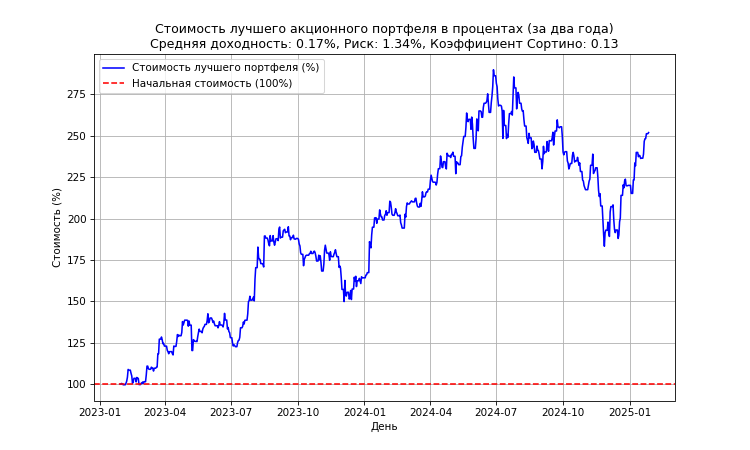 Стоимость лучшего акционного портфеля в процентах (за два года)
Средняя доходность: 0.17%, Риск: 1.34%, Коэффициент Сортино: 0.13
Стоимость лучшего портфеля (%)
Начальная стоимость (100%)
Стоимость (%)
275
250
225
200
175
150
125
100
2023-01 2023-04 2023-07 2023-10 2024-01 2024-04 2024-07 2024-10 2025-01
День